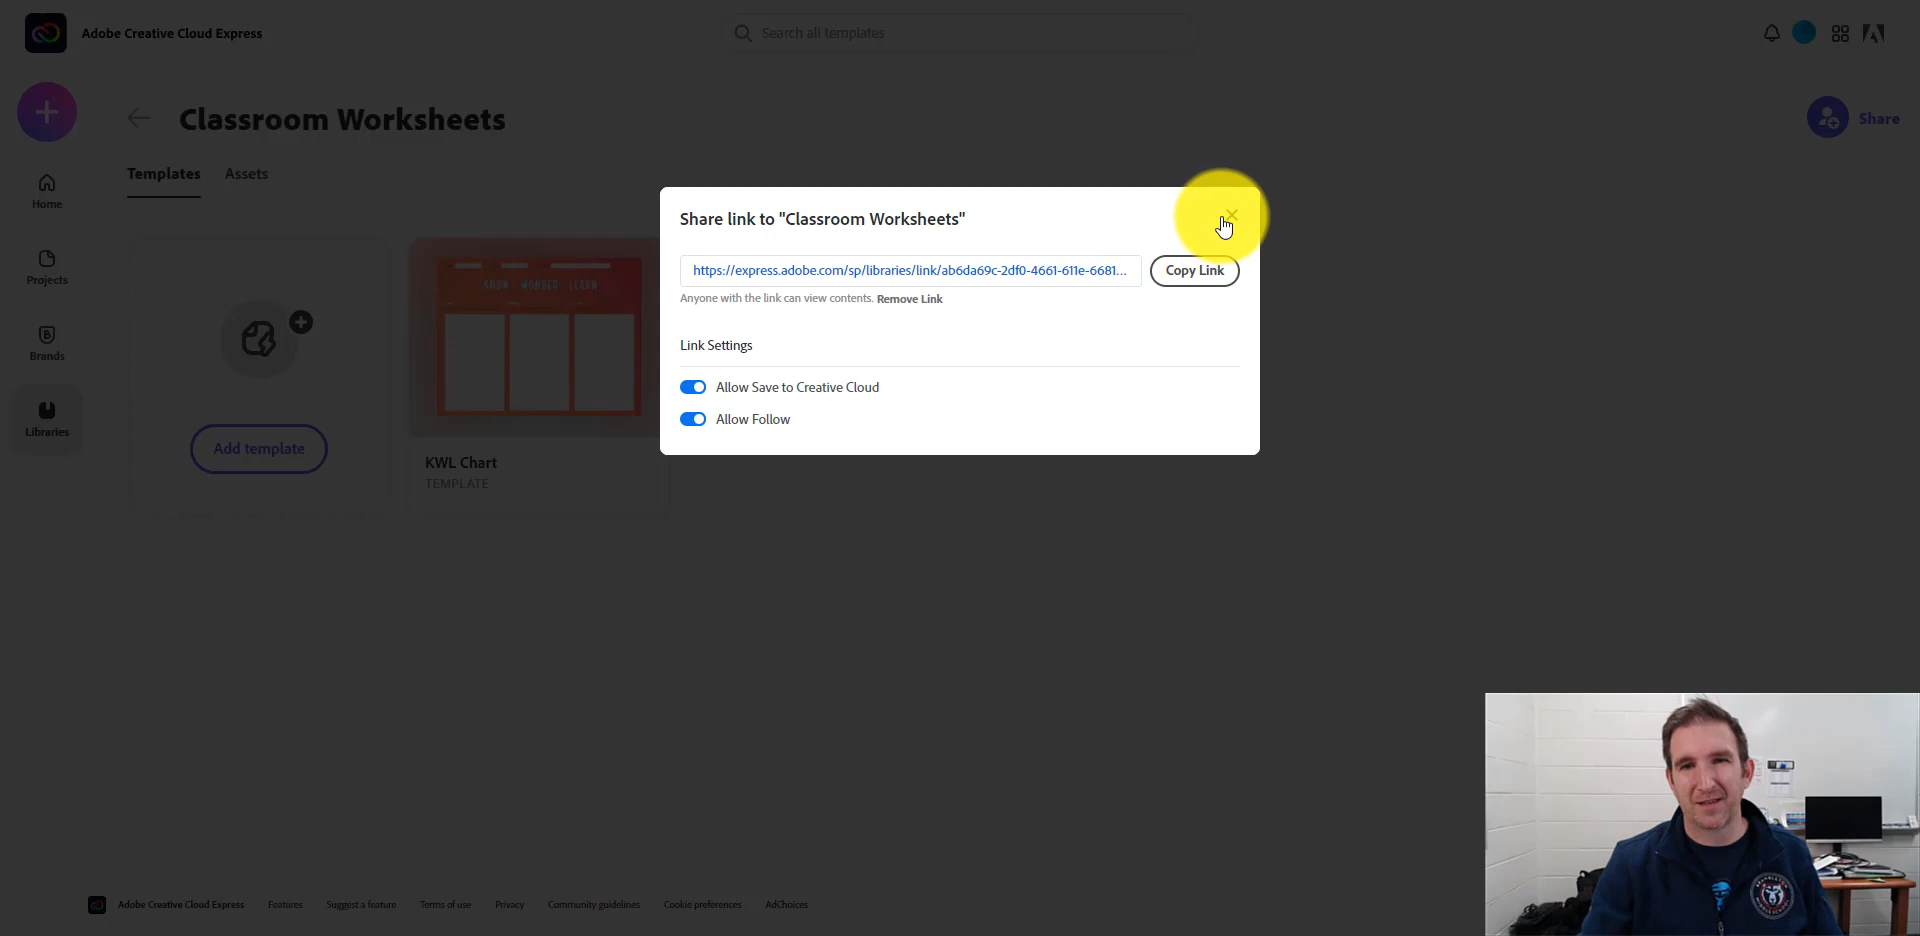 Adobe Creative Cloud Express
Search all templates
Classroom Worksheets
Share
Templates
Assets
Home
Projects
Brands
Libraries
Add template
KNOW WONDER LEARN
KWL Chart
TEMPLATE
Share link to "Classroom Worksheets"
https://express.adobe.com/sp/libraries/link/ab6da69c-2df0-4661-611e-6681...
Copy Link
Anyone with the link can view contents. Remove Link
Link Settings
Allow Save to Creative Cloud
Allow Follow
Adobe Creative Cloud Express
Features
Suggest a feature
Terms of use
Privacy
Community guidelines
Cookie preferences
AdChoices